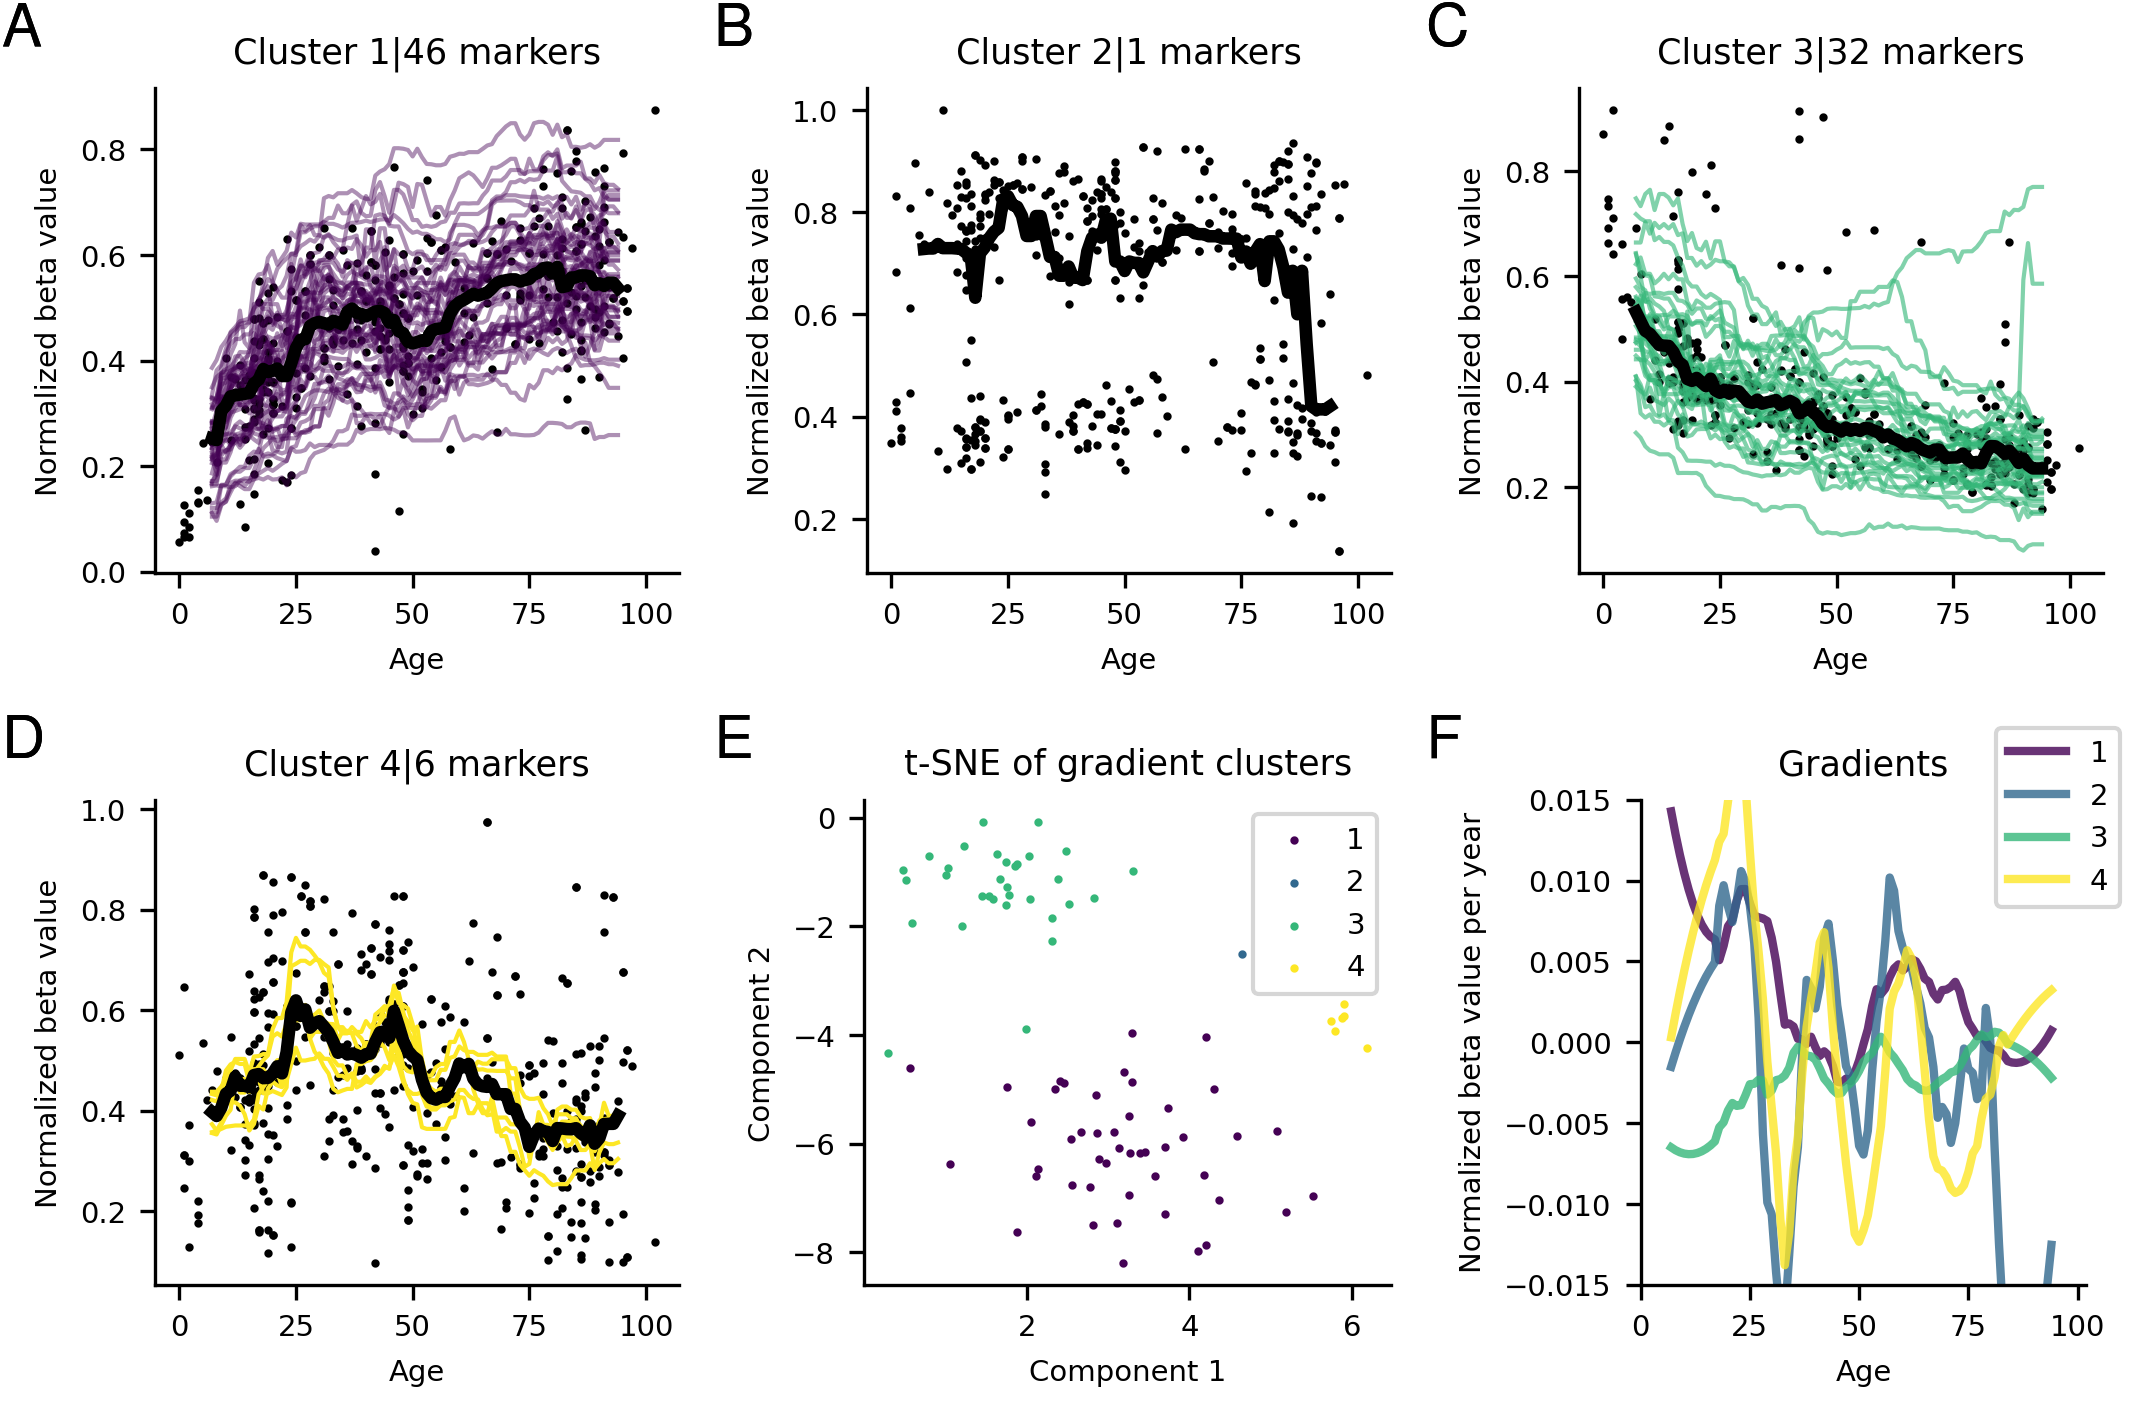 A
Cluster 1|46 markers
Normalized beta value
0.8
0.6
0.4
0.2
0.0
0 25 50 75 100
Age
B
Cluster 2|1 markers
Normalized beta value
1.0
0.8
0.6
0.4
0.2
0 25 50 75 100
Age
C
Cluster 3|32 markers
Normalized beta value
0.8
0.6
0.4
0.2
0 25 50 75 100
Age
D
Cluster 4|6 markers
Normalized beta value
1.0
0.8
0.6
0.4
0.2
0 25 50 75 100
Age
E
t-SNE of gradient clusters
Component 2
0
−2
−4
−6
−8
2 4 6
Component 1
1
2
3
4
F
Gradients
Normalized beta value per year
0.015
0.010
0.005
0.000
−0.005
−0.010
−0.015
0 25 50 75 100
Age
1
2
3
4